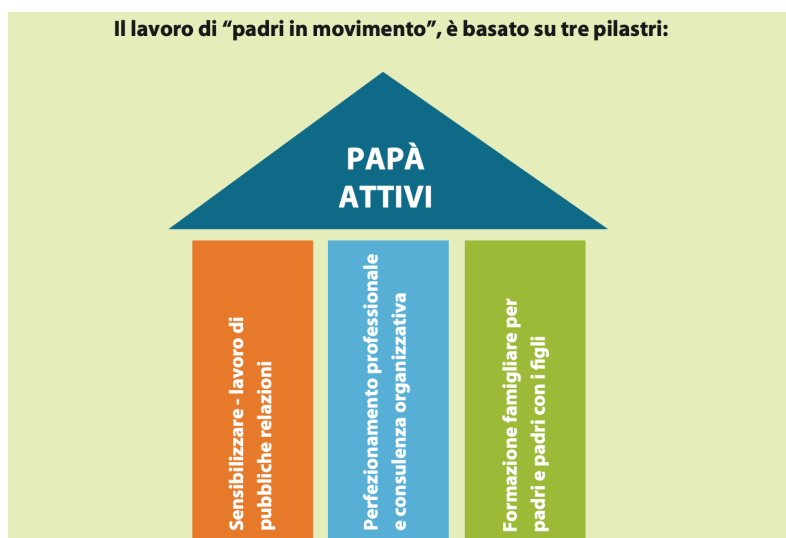 Il lavoro di “padri in movimento”, è basato su tre pilastri:
PAPÀ
ATTIVI
Sensibilizzare - lavoro di
pubbliche relazioni
Perfezionamento professionale
e consulenza organizzativa
Formazione famigliare per
padri e padri con i figli